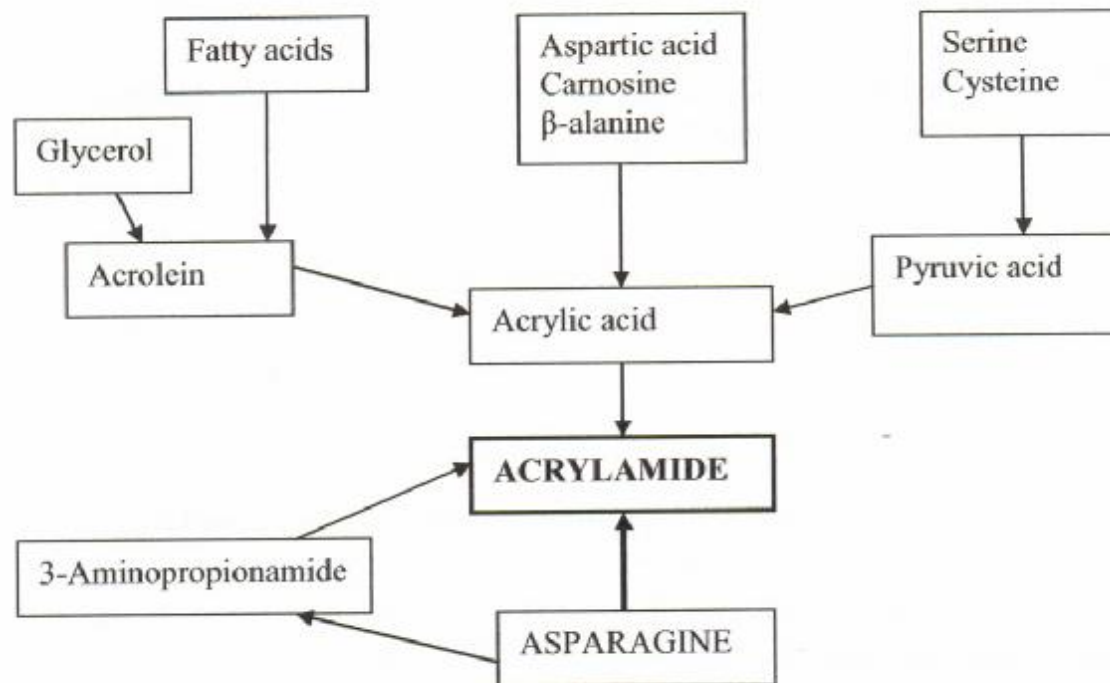 Fatty acids
Aspartic acid
Carnosine
β-alanine
Serine
Cysteine
Glycerol
Acrolein
Pyruvic acid
Acrylic acid
ACRYLAMIDE
3-Aminopropionamide
ASPARAGINE